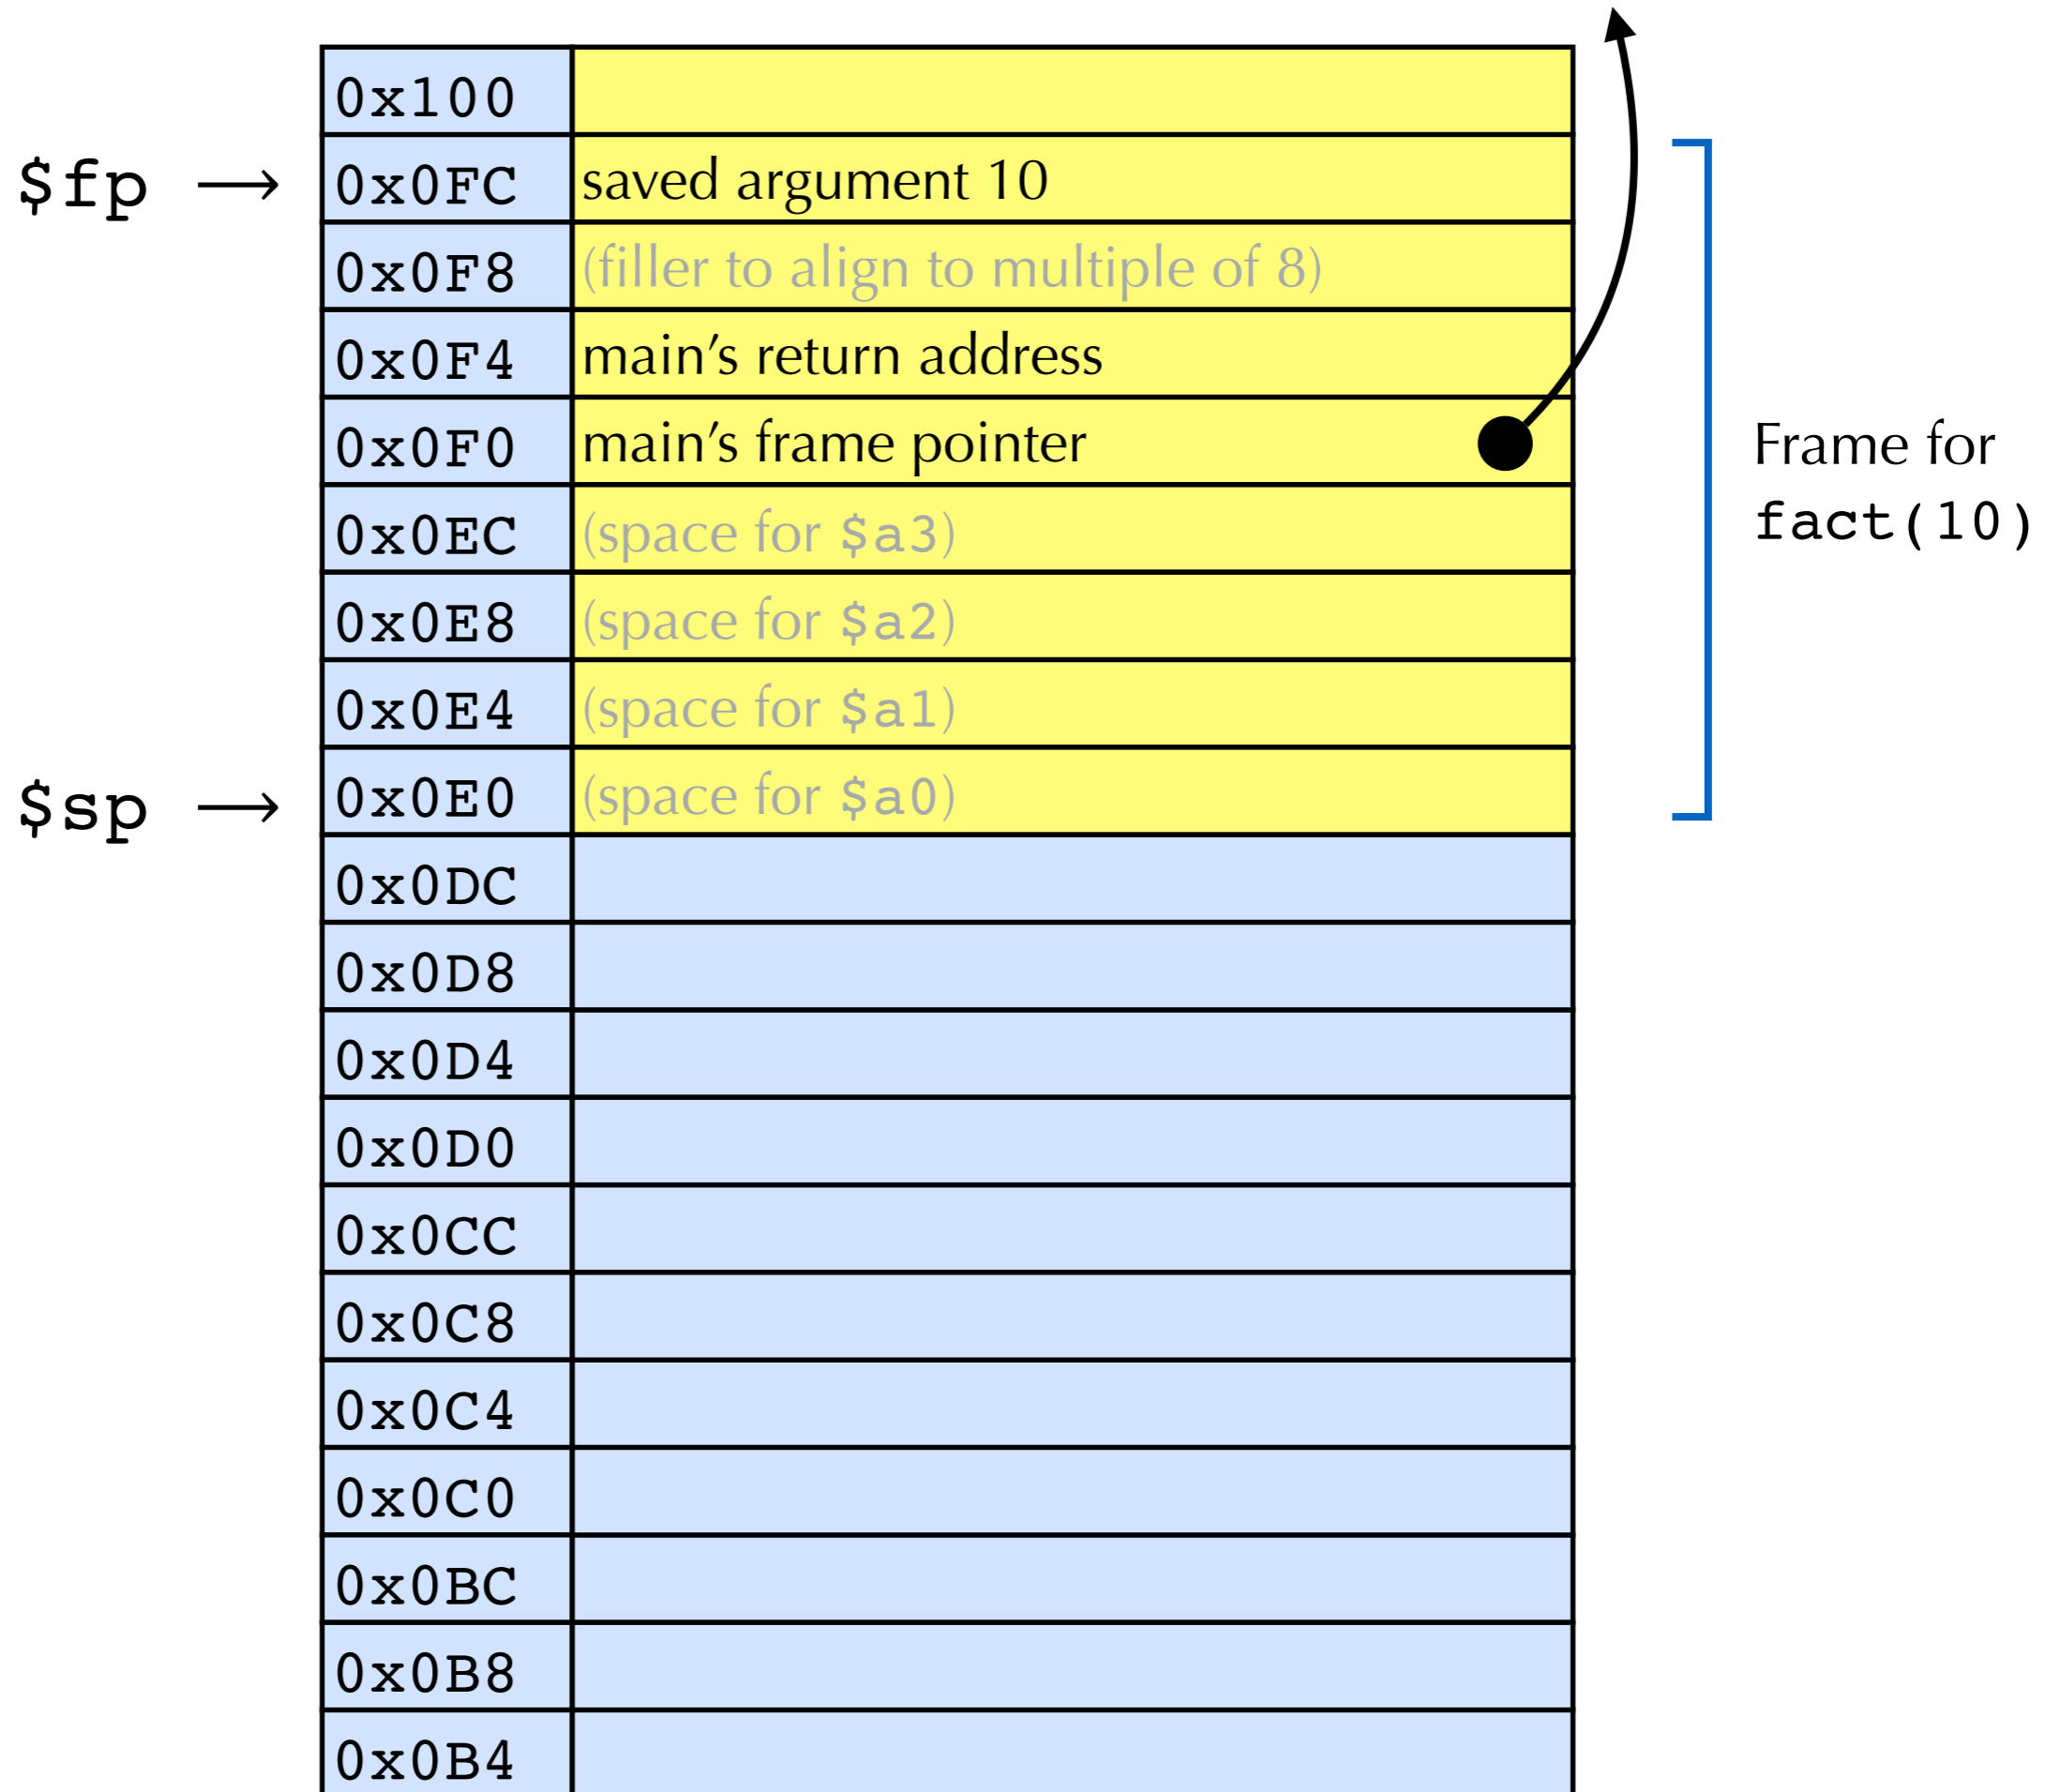 0x100
$fp → 0x0FC saved argument 10
0x0F8 (filler to align to multiple of 8)
0x0F4 main’s return address
0x0F0 main’s frame pointer
Frame for
fact(10)
0x0EC (space for $a3)
0x0E8 (space for $a2)
0x0E4 (space for $a1)
$sp → 0x0E0 (space for $a0)
0x0DC
0x0D8
0x0D4
0x0D0
0x0CC
0x0C8
0x0C4
0x0C0
0x0BC
0x0B8
0x0B4